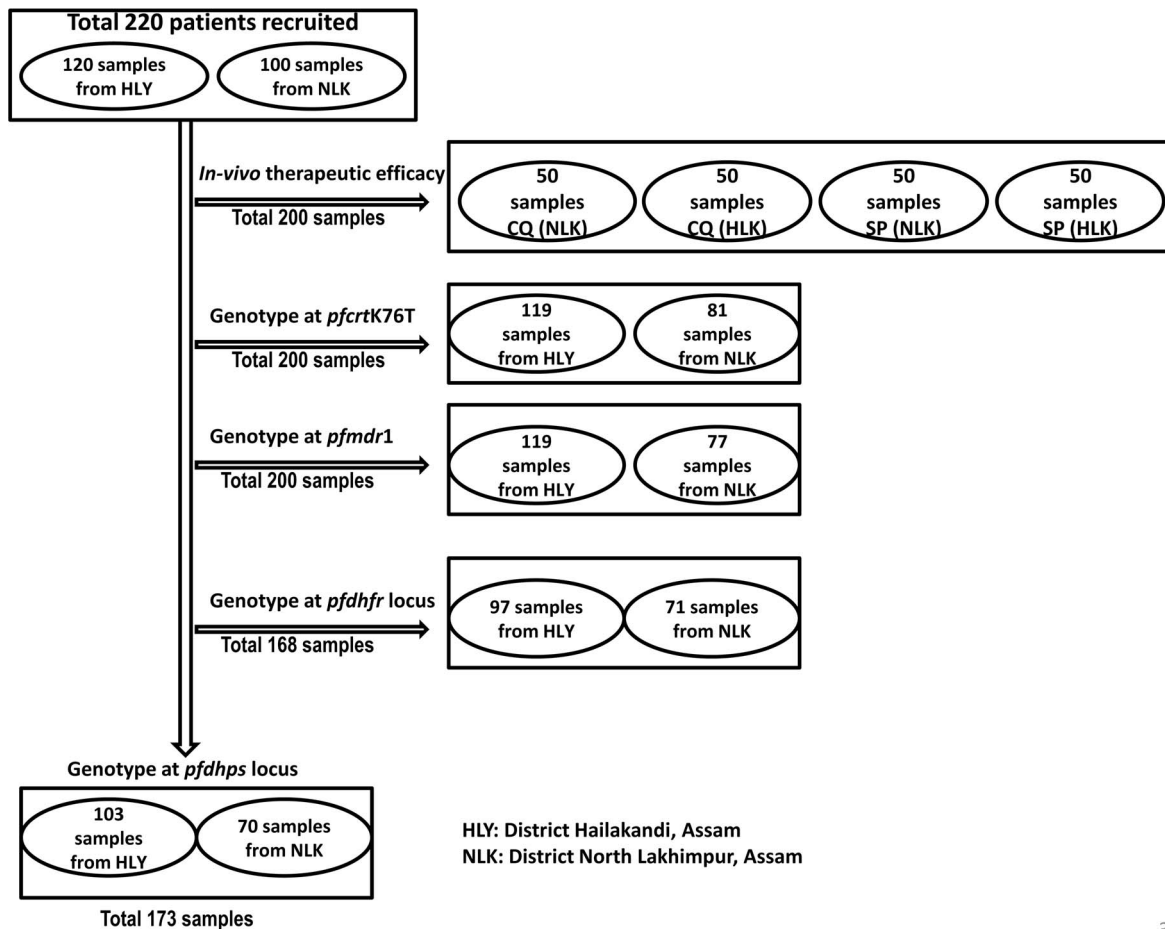 Total 220 patients recruited
120 samples
from HLY
100 samples
from NLK
In-vivo therapeutic efficacy
Total 200 samples
50
samples
CQ (NLK)
50
samples
CQ (HLK)
50
samples
SP (NLK)
50
samples
SP (HLK)
Genotype at pfcrtK76T
Total 200 samples
119
samples
from HLY
81
samples
from NLK
Genotype at pfmdr1
Total 200 samples
119
samples
from HLY
77
samples
from NLK
Genotype at pfdhfr locus
Total 168 samples
97 samples
from HLY
71 samples
from NLK
Genotype at pfdhps locus
103
samples
from HLY
70 samples
from NLK
Total 173 samples
HLY: District Hailakandi, Assam
NLK: District North Lakhimpur, Assam